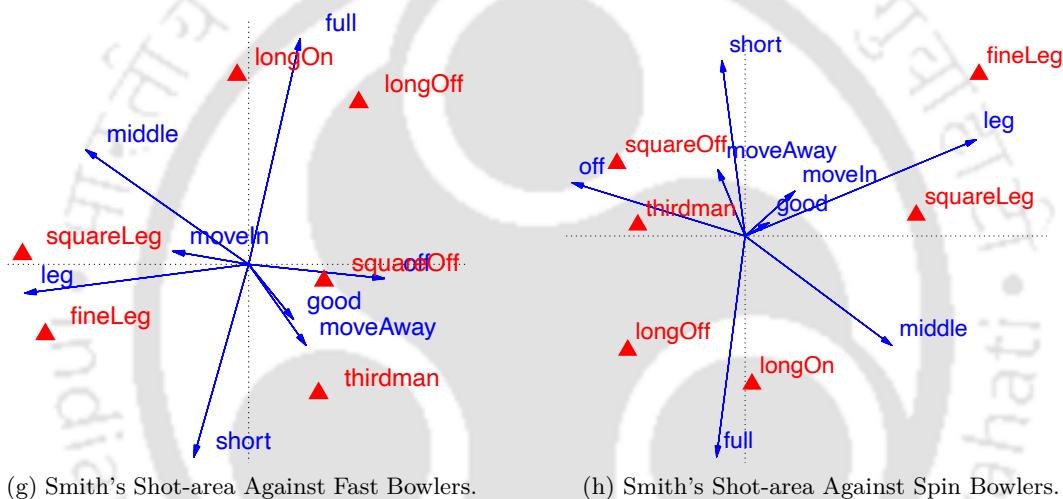 full
longOn
longOff
middle
squareLeg
moveIn
leg
squareOff
off
good
fineLeg
moveAway
thirdman
short
(g) Smith's Shot-area Against Fast Bowlers.
short
fineLeg
leg
squareOff
moveAway
off
moveIn
good
thirdman
squareLeg
longOff
middle
longOn
full
(h) Smith's Shot-area Against Spin Bowlers.